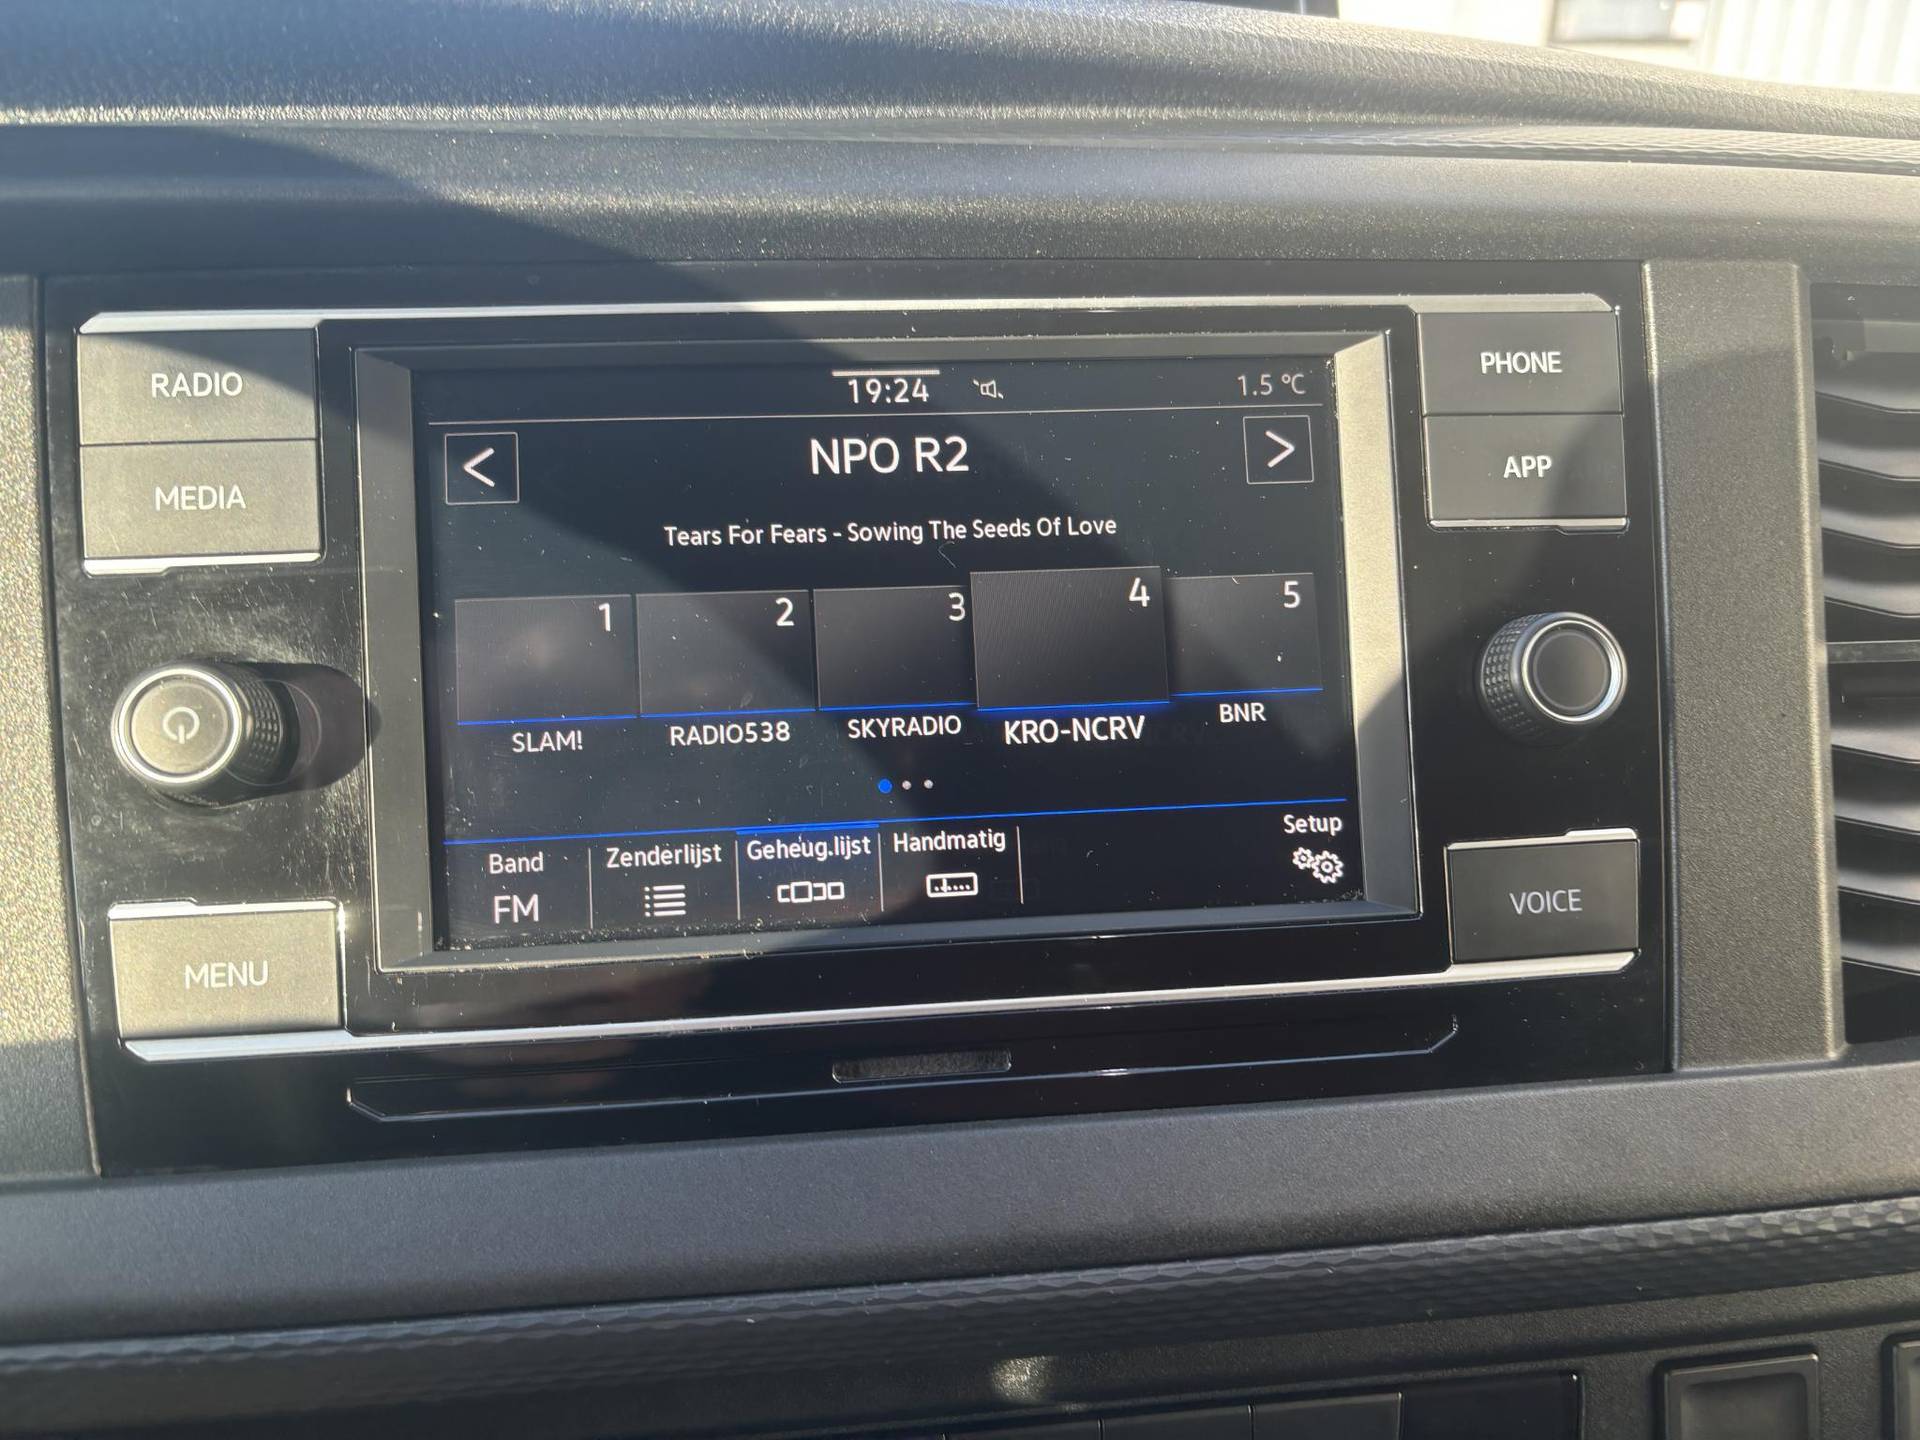 RADIO
MEDIA
MENU
19:24
1.5 °C
<
NPO R2
>
Tears For Fears - Sowing The Seeds Of Love
1
2
3
4
5
SLAM!
RADIO538
SKYRADIO
KRO-NCRV
BNR
Band
FM
Zenderlijst
Geheug.lijst
Handmatig
Setup
PHONE
APP
VOICE